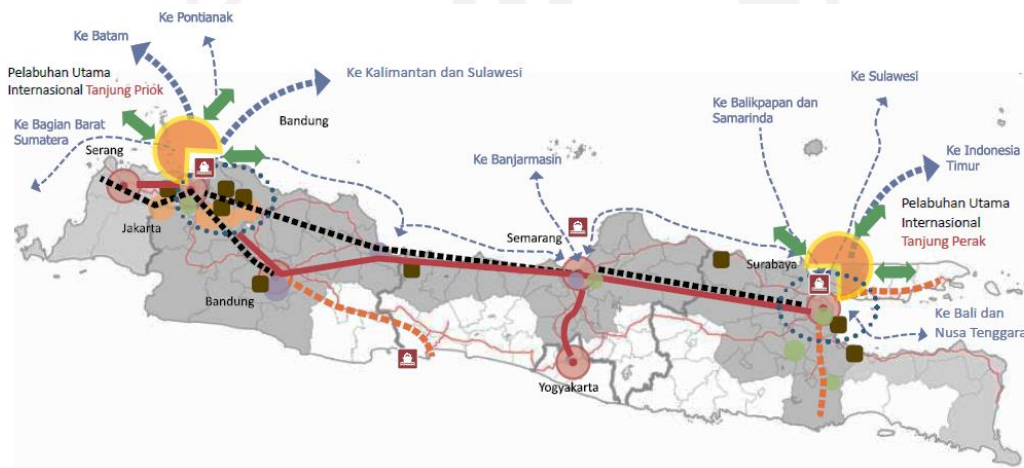 Ke Pontianak
Ke Batam
Pelabuhan Utama
Internasional Tanjung Priok
Ke Kalimantan dan Sulawesi
Ke Bagian Barat
Sumatera
Bandung
Serang
Jakarta
Bandung
Semarang
Ke Banjarmasin
Yogyakarta
Ke Balikpapan dan
Samarinda
Ke Sulawesi
Ke Indonesia
Timur
Pelabuhan Utama
Internasional
Tanjung Perak
Surabaya
Ke Bali dan
Nusa Tenggara